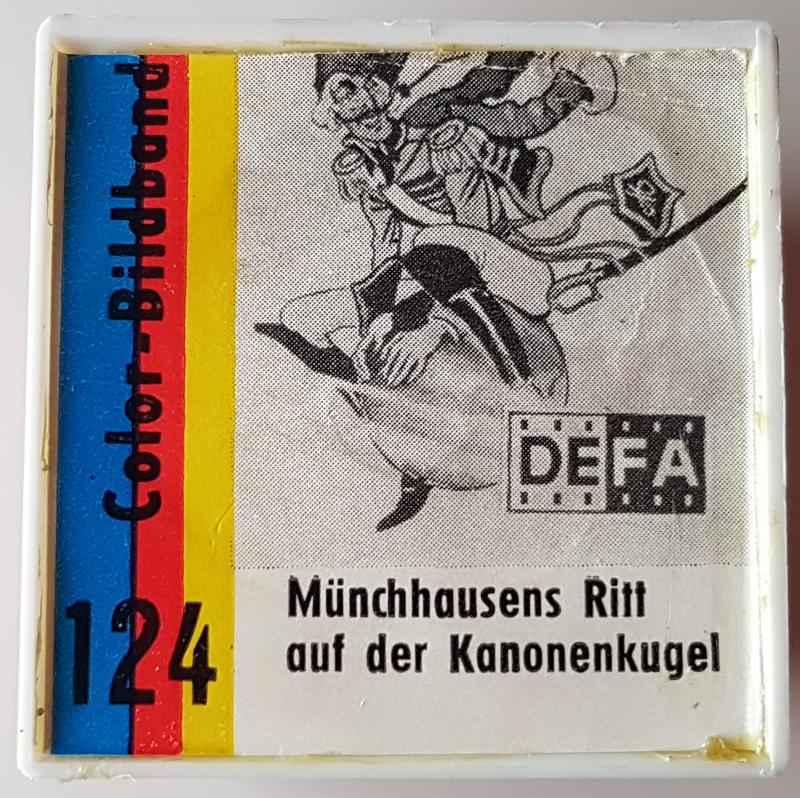 Color-Bildband
124
DEFA
Münchhausens Ritt
auf der Kanonenkugel